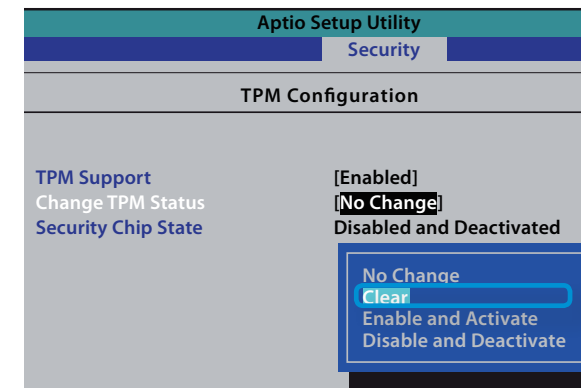 Aptio Setup Utility
Security
TPM Configuration
TPM Support [Enabled]
Change TPM Status [No Change]
Security Chip State Disabled and Deactivated
No Change
Clear
Enable and Activate
Disable and Deactivate